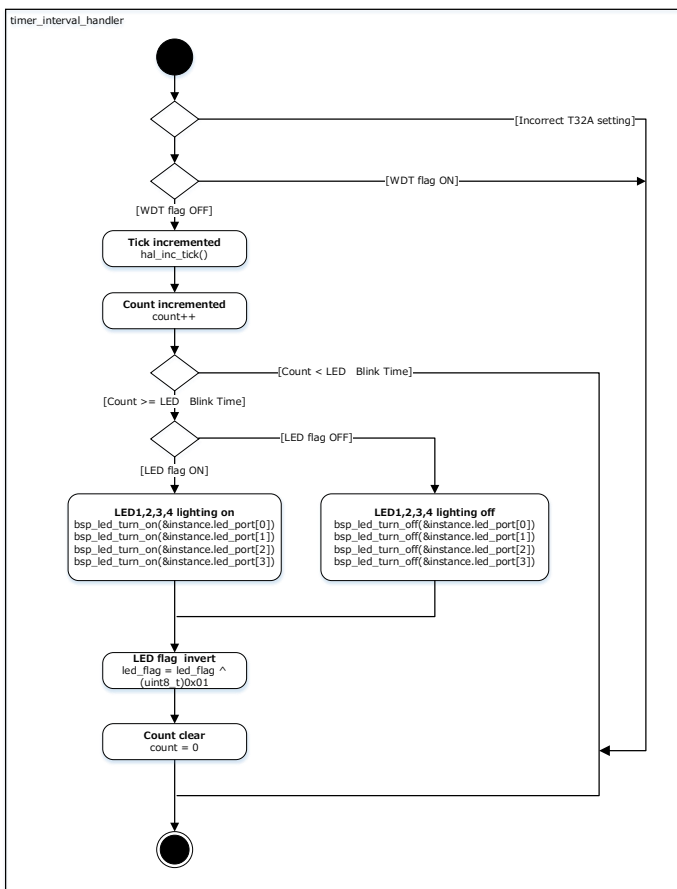 timer_interval_handler
[Incorrect T32A setting]
[WDT flag ON]
[WDT flag OFF]
Tick incremented
hal_inc_tick()
Count incremented
count++
[Count < LED   Blink Time]
[Count >= LED   Blink Time]
[LED flag OFF]
[LED flag ON]
LED1,2,3,4 lighting on
bsp_led_turn_on(&instance.led_port[0])
bsp_led_turn_on(&instance.led_port[1])
bsp_led_turn_on(&instance.led_port[2])
bsp_led_turn_on(&instance.led_port[3])
LED1,2,3,4 lighting off
bsp_led_turn_off(&instance.led_port[0])
bsp_led_turn_off(&instance.led_port[1])
bsp_led_turn_off(&instance.led_port[2])
bsp_led_turn_off(&instance.led_port[3])
LED flag  invert
led_flag = led_flag ^
(uint8_t)0x01
Count clear
count = 0